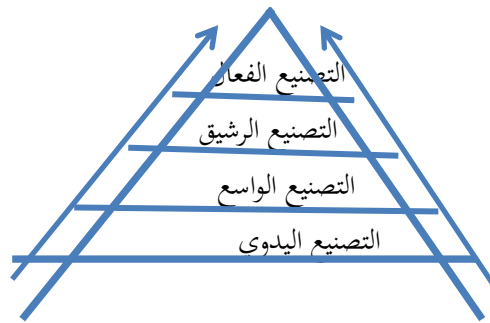 التصنيع الفعال
التصنيع الرشيق
التصنيع الواسع
التصنيع اليدوي